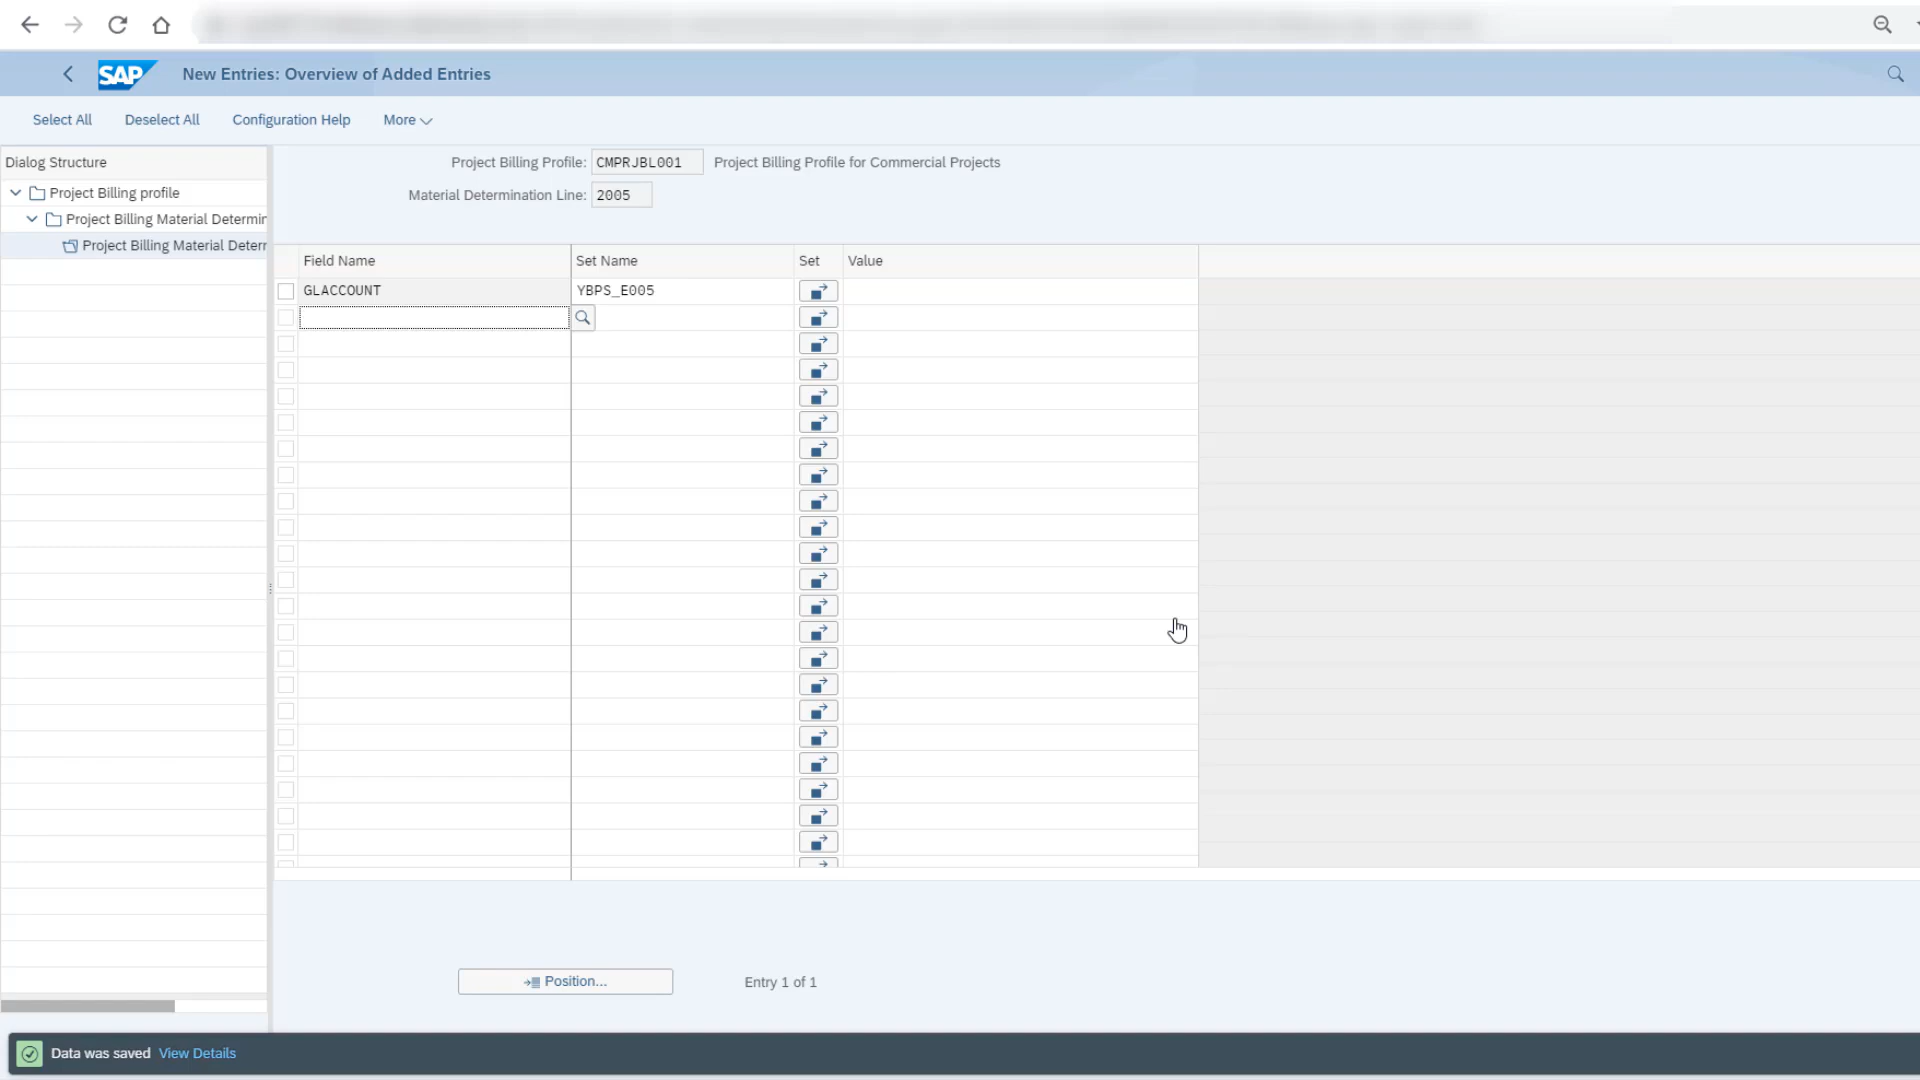 SAP New Entries: Overview of Added Entries
Select All Deselect All Configuration Help More
Dialog Structure
Project Billing profile
Project Billing Material Determin
Project Billing Material Deterr
Project Billing Profile: CMPRJBL001 Project Billing Profile for Commercial Projects
Material Determination Line: 2005
Field Name Set Name Set Value
GLACCOUNT YBPS_E005
Position... Entry 1 of 1
Data was saved View Details